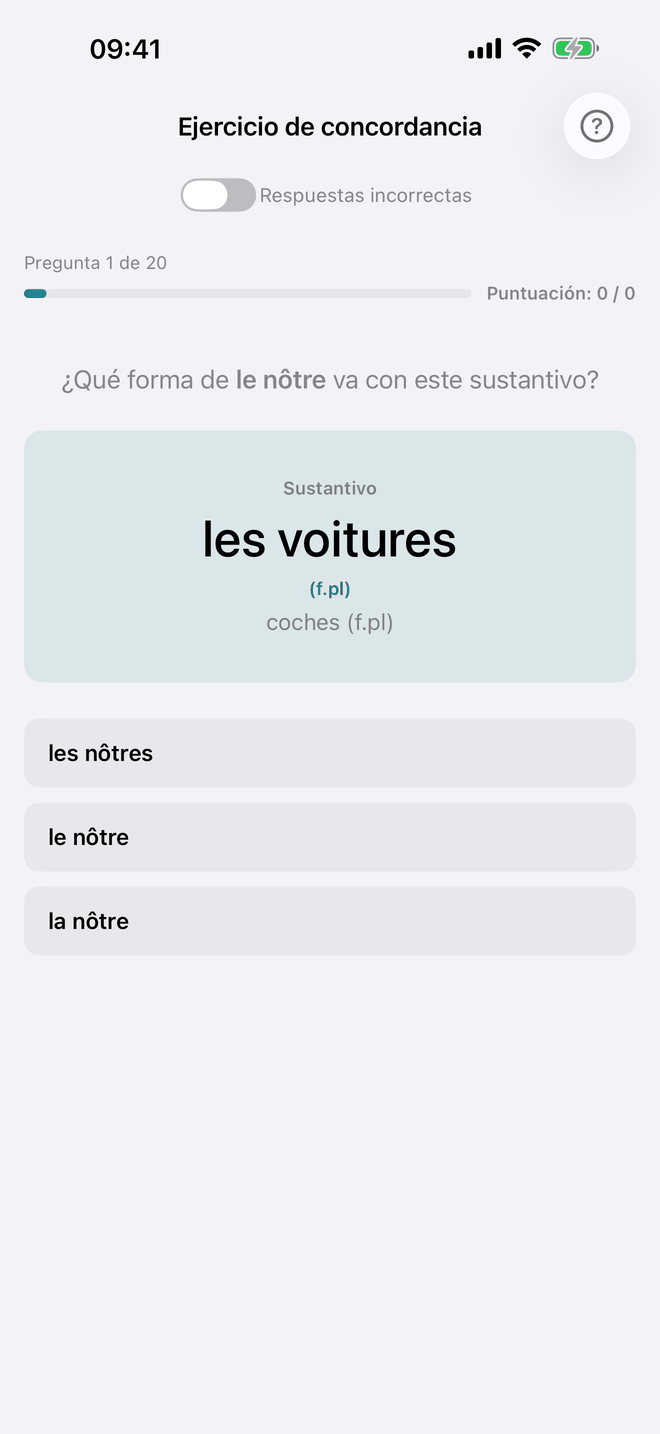 09:41
Ejercicio de concordancia
?
Respuestas incorrectas
Pregunta 1 de 20
Puntuación: 0 / 0
¿Qué forma de le nôtre va con este sustantivo?
Sustantivo
les voitures
(f.pl)
coches (f.pl)
les nôtres
le nôtre
la nôtre